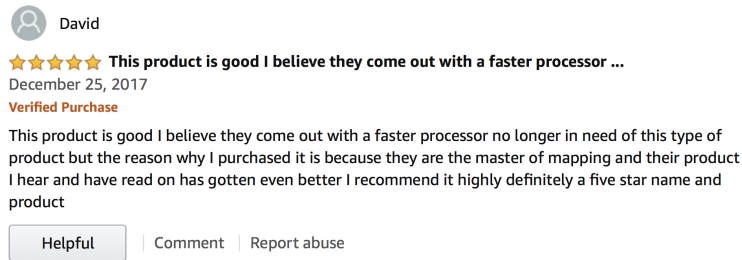 David
This product is good I believe they come out with a faster processor ...
December 25, 2017
Verified Purchase
This product is good I believe they come out with a faster processor no longer in need of this type of
product but the reason why I purchased it is because they are the master of mapping and their product
I hear and have read on has gotten even better I recommend it highly definitely a five star name and
product
Helpful
Comment
Report abuse